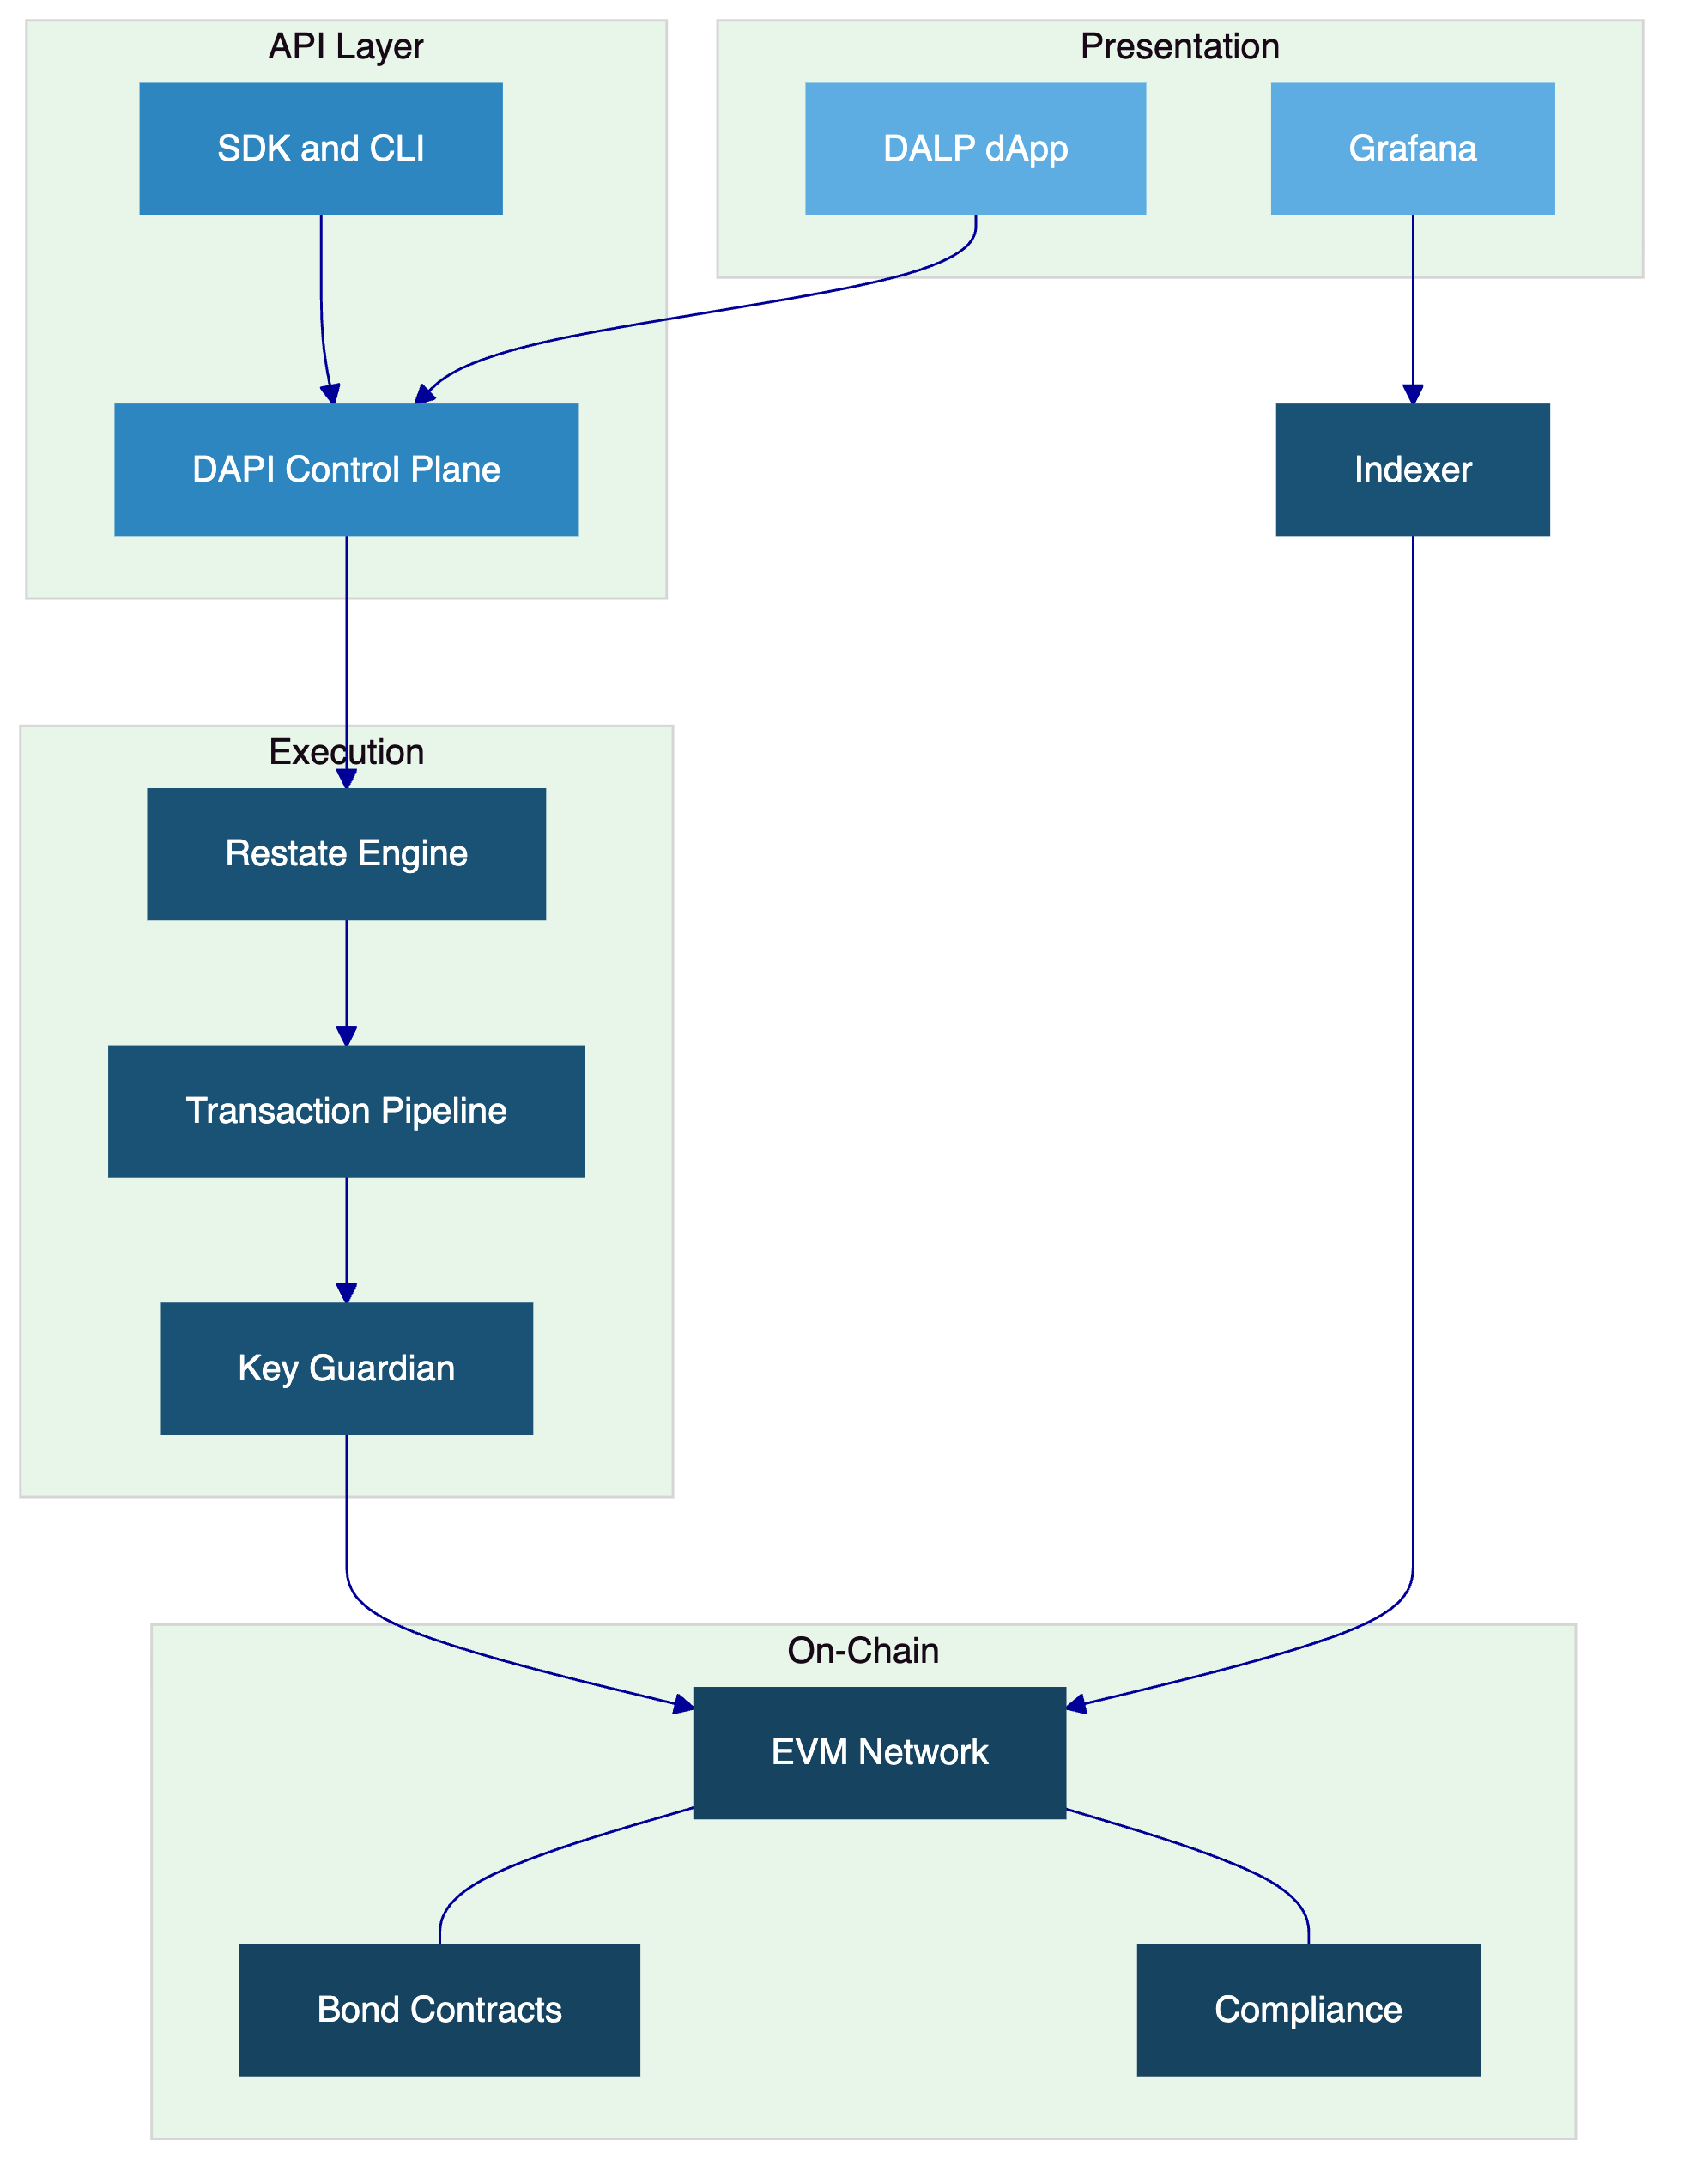 API Layer
Presentation
SDK and CLI
DALP dApp
Grafana
DAPI Control Plane
Indexer
Execution
Restate Engine
Transaction Pipeline
Key Guardian
On-Chain
EVM Network
Bond Contracts
Compliance